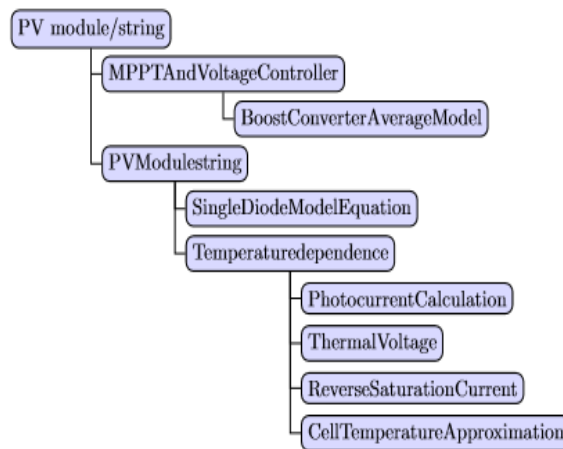 PV module/string
MPPTAndVoltageController
BoostConverterAverageModel
PVModulestring
SingleDiodeModelEquation
Temperaturedependence
PhotocurrentCalculation
ThermalVoltage
ReverseSaturationCurrent
CellTemperatureApproximation